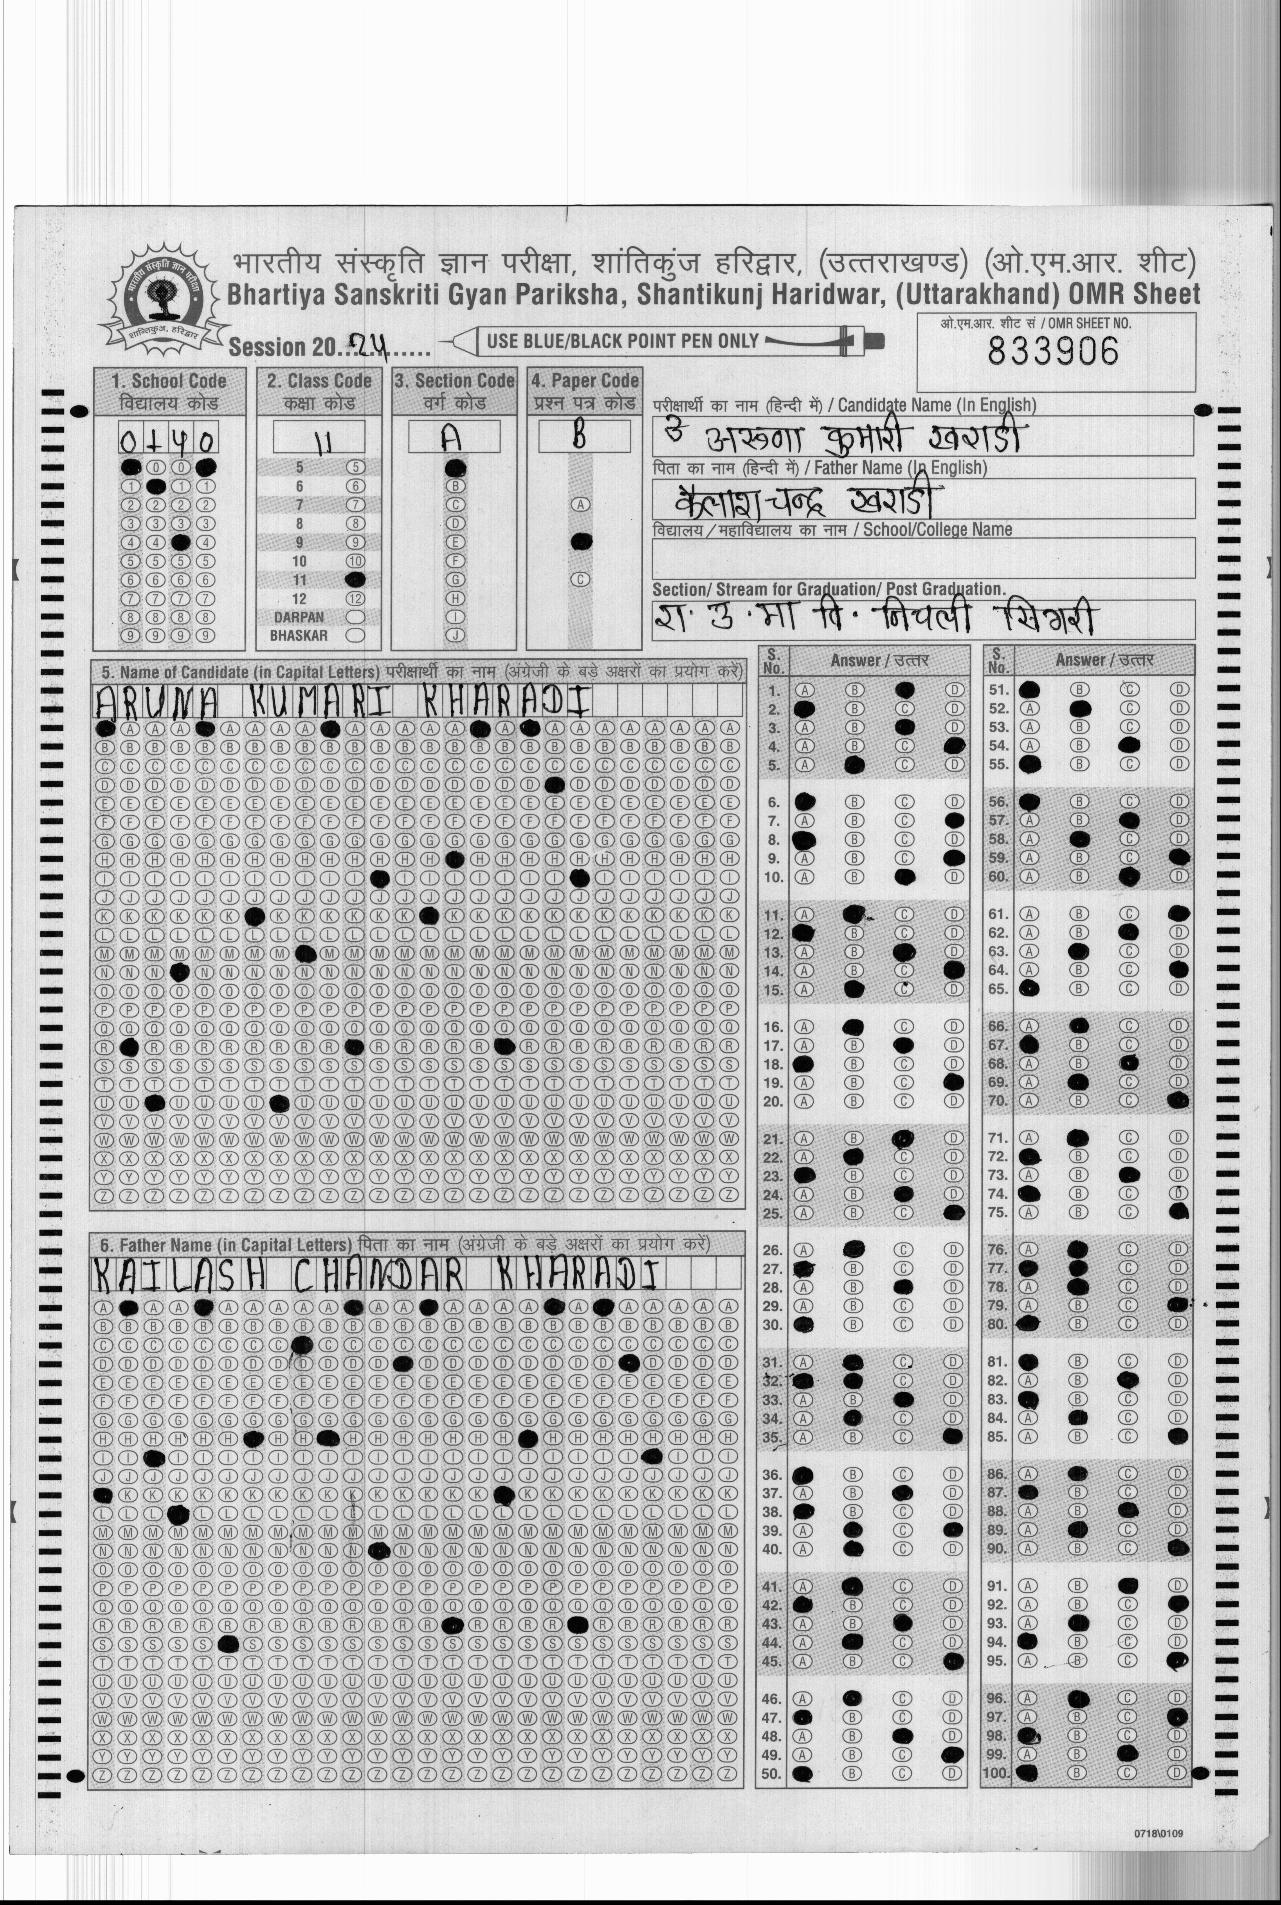 भारतीय संस्कृति ज्ञान परीक्षा, शांतिकुंज हरिद्वार, (उत्तराखण्ड) (ओ.एम.आर. शीट)
Bhartiya Sanskriti Gyan Pariksha, Shantikunj Haridwar, (Uttarakhand) OMR Sheet
Session 20..24..........
USE BLUE/BLACK POINT PEN ONLY
ओ.एम.आर. शीट सं / OMR SHEET NO.
833906
1. School Code
विद्यालय कोड
0140
2. Class Code
कक्षा कोड
11
5
6
7
8
9
10
11
12
DARPAN
BHASKAR
3. Section Code
वर्ग कोड
A
4. Paper Code
प्रश्न पत्र कोड
B
परीक्षार्थी का नाम (हिन्दी में) / Candidate Name (In English)
अरूणा कुमारी खराडी
पिता का नाम (हिन्दी में) / Father Name (In English)
कैलाशचन्द्र खराडी
विद्यालय / महाविद्यालय का नाम / School/College Name
Section/ Stream for Graduation/ Post Graduation.
रा. उ. मा वि. निचली सिगरी
5. Name of Candidate (in Capital Letters) परीक्षार्थी का नाम (अंग्रेजी के बड़े अक्षरों का प्रयोग करें)
ARUNA KUMARI KHARADI
6. Father Name (in Capital Letters) पिता का नाम (अंग्रेजी के बड़े अक्षरों का प्रयोग करें)
KAILASH CHANDAR KHARADI
S. No. Answer / उत्तर
S. No. Answer / उत्तर
0718\0109